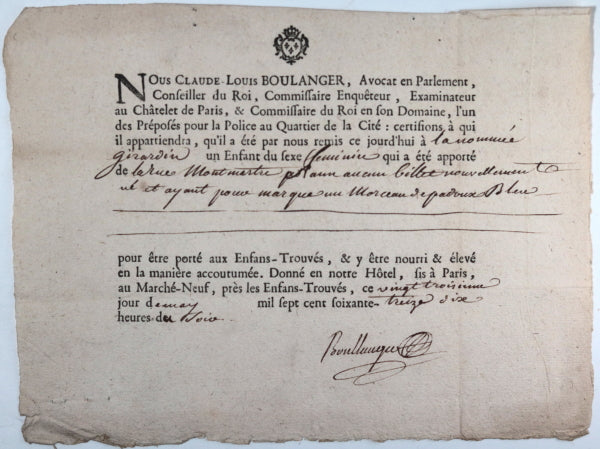 NOUS CLAUDE-LOUIS BOULANGER, Avocat en Parlement,
Conseiller du Roi, Commissaire Enquêteur, Examinateur
au Châtelet de Paris, & Commissaire du Roi en son Domaine, l'un
des Préposés pour la Police au Quartier de la Cité : certifions à qui
il appartiendra, qu'il a été par nous remis ce jourd'hui à la nommée
girardin un Enfant du sexe feminin qui a été apporté
de la rue Montmartre aucun billet nouvellement
né et ayant pour marque un Morceau de padoux Bleu
pour être porté aux Enfans-Trouvés, & y être nourri & élevé
en la manière accoutumée. Donné en notre Hôtel, sis à Paris,
au Marché-Neuf, près les Enfans-Trouvés, ce vingt troisieme
jour de may mil sept cent soixante-treize dix
heures du soir.
Boullanger